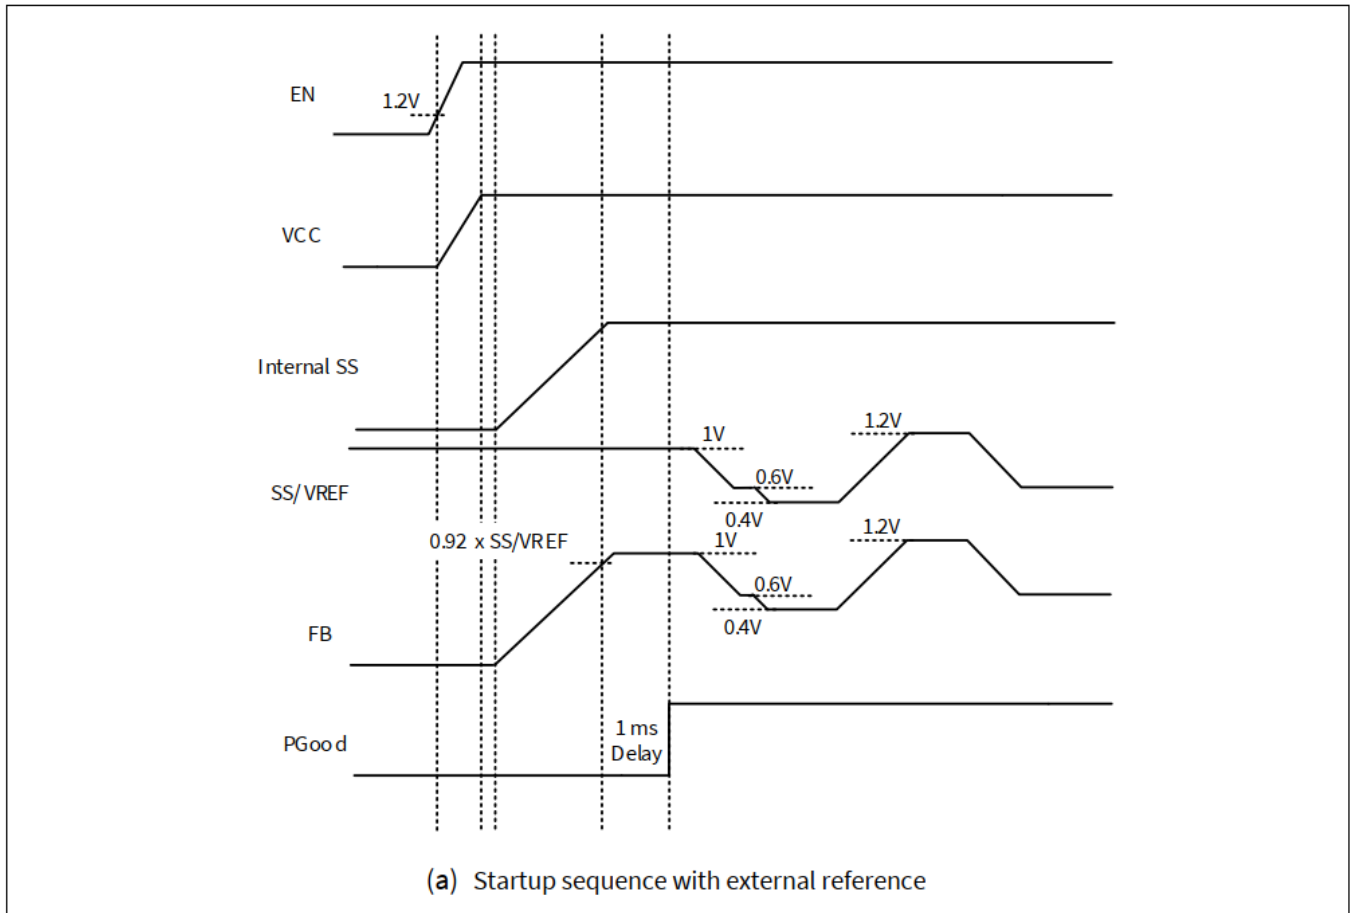 EN
1.2V
VCC
Internal SS
1V
1.2V
0.6V
SS/VREF
0.4V
0.92 x SS/VREF
1V
1.2V
0.6V
0.4V
FB
1 ms
Delay
PGood
(a) Startup sequence with external reference